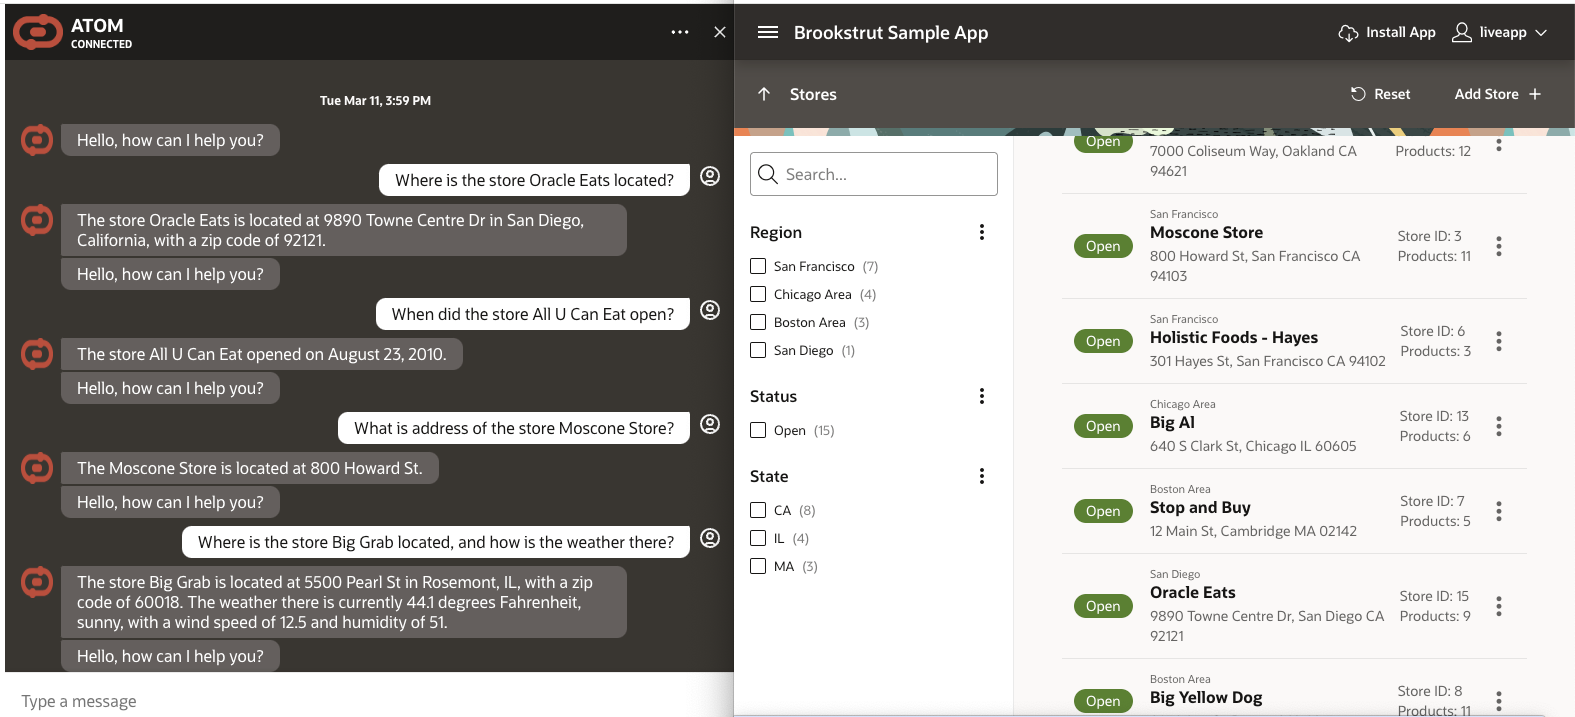 ATOM
CONNECTED
Tue Mar 11, 3:59 PM
Hello, how can I help you?
Where is the store Oracle Eats located?
The store Oracle Eats is located at 9890 Towne Centre Dr in San Diego,
California, with a zip code of 92121.
Hello, how can I help you?
When did the store All U Can Eat open?
The store All U Can Eat opened on August 23, 2010.
Hello, how can I help you?
What is address of the store Moscone Store?
The Moscone Store is located at 800 Howard St.
Hello, how can I help you?
Where is the store Big Grab located, and how is the weather there?
The store Big Grab is located at 5500 Pearl St in Rosemont, IL, with a zip
code of 60018. The weather there is currently 44.1 degrees Fahrenheit,
sunny, with a wind speed of 12.5 and humidity of 51.
Hello, how can I help you?
Type a message
Brookstrut Sample App
Install App
liveapp
Stores
Reset
Add Store
Search...
Region
San Francisco (7)
Chicago Area (4)
Boston Area (3)
San Diego (1)
Status
Open (15)
State
CA (8)
IL (4)
MA (3)
Open
7000 Coliseum Way, Oakland CA
94621
Products: 12
Open
San Francisco
Moscone Store
800 Howard St, San Francisco CA
94103
Store ID: 3
Products: 11
Open
San Francisco
Holistic Foods - Hayes
301 Hayes St, San Francisco CA 94102
Store ID: 6
Products: 3
Open
Chicago Area
Big Al
640 S Clark St, Chicago IL 60605
Store ID: 13
Products: 6
Open
Boston Area
Stop and Buy
12 Main St, Cambridge MA 02142
Store ID: 7
Products: 5
Open
San Diego
Oracle Eats
9890 Towne Centre Dr, San Diego CA
92121
Store ID: 15
Products: 9
Open
Boston Area
Big Yellow Dog
Store ID: 8
Products: 11